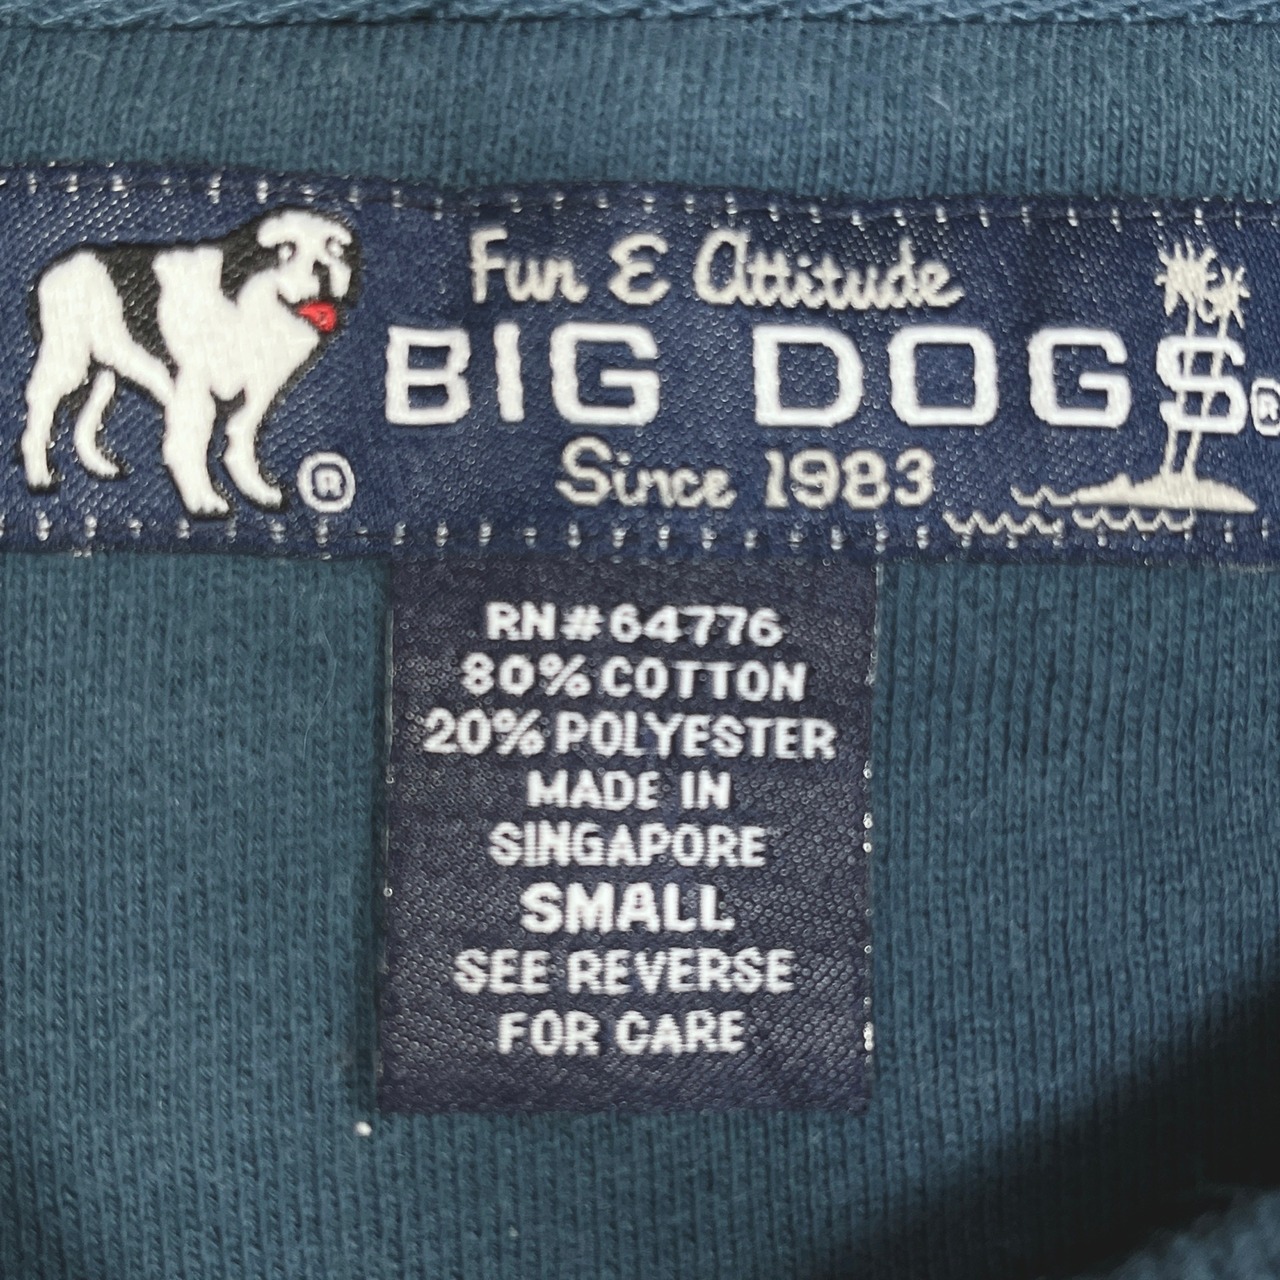 Fun & Attitude
BIG DOGS®
Since 1983
®
RN#64776
80% COTTON
20% POLYESTER
MADE IN
SINGAPORE
SMALL
SEE REVERSE
FOR CARE